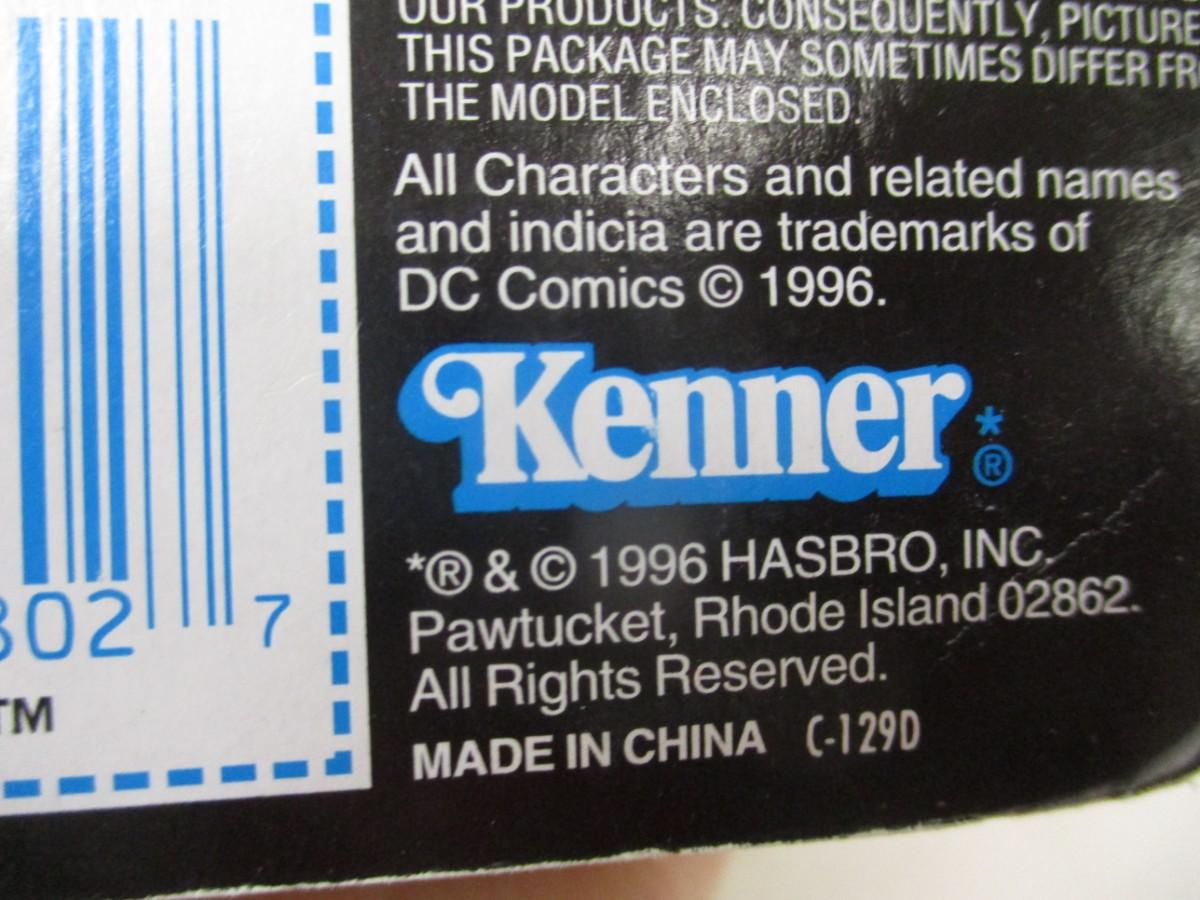 OUR PRODUCTS. CONSEQUENTLY, PICTURE
THIS PACKAGE MAY SOMETIMES DIFFER FR
THE MODEL ENCLOSED.
All Characters and related names
and indicia are trademarks of
DC Comics © 1996.
Kenner*®
*® & © 1996 HASBRO, INC.
Pawtucket, Rhode Island 02862.
All Rights Reserved.
MADE IN CHINA C-129D
802 7
TM